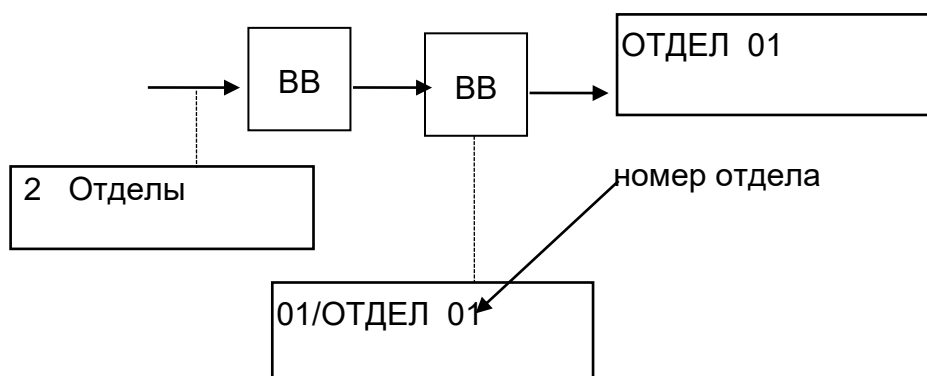 ОТДЕЛ 01
ВВ
ВВ
2 Отделы
номер отдела
01/ОТДЕЛ 01